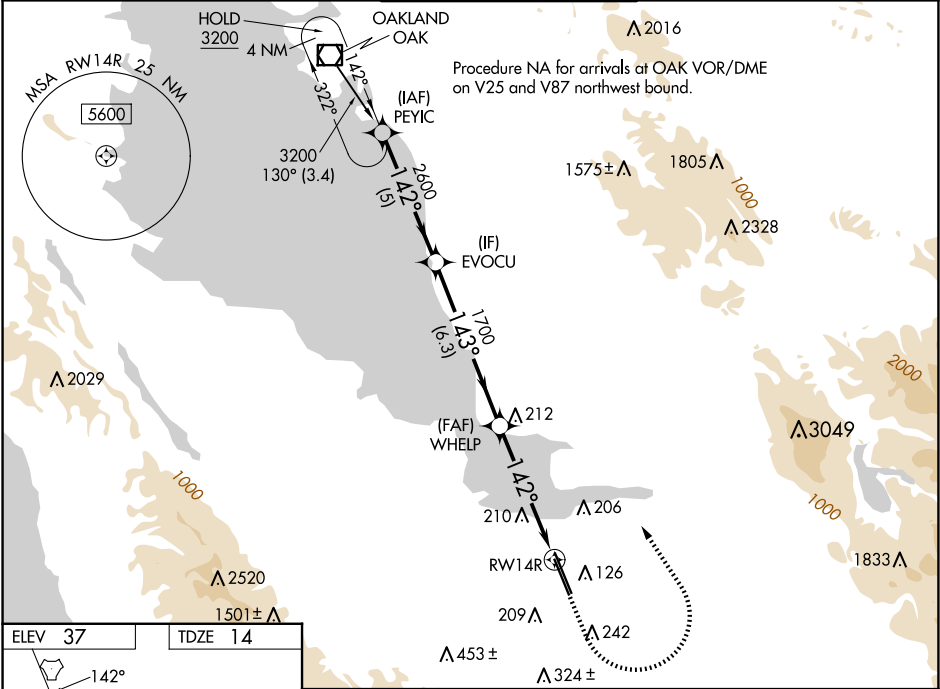 HOLD
3200
4 NM
OAKLAND
OAK
142°
322°
(IAF)
PEYIC
3200
130° (3.4)
MSA RW14R 25 NM
5600
Procedure NA for arrivals at OAK VOR/DME
on V25 and V87 northwest bound.
2016
1575±
1805
1000
2328
2600
142°
(5)
(IF)
EVOCU
1700
143°
(6.3)
2029
2000
(FAF)
WHELP
212
3049
142°
1000
1000
210
206
RW14R
126
1833
2520
1501±
209
242
453±
324±
ELEV 37
TDZE 14
142°